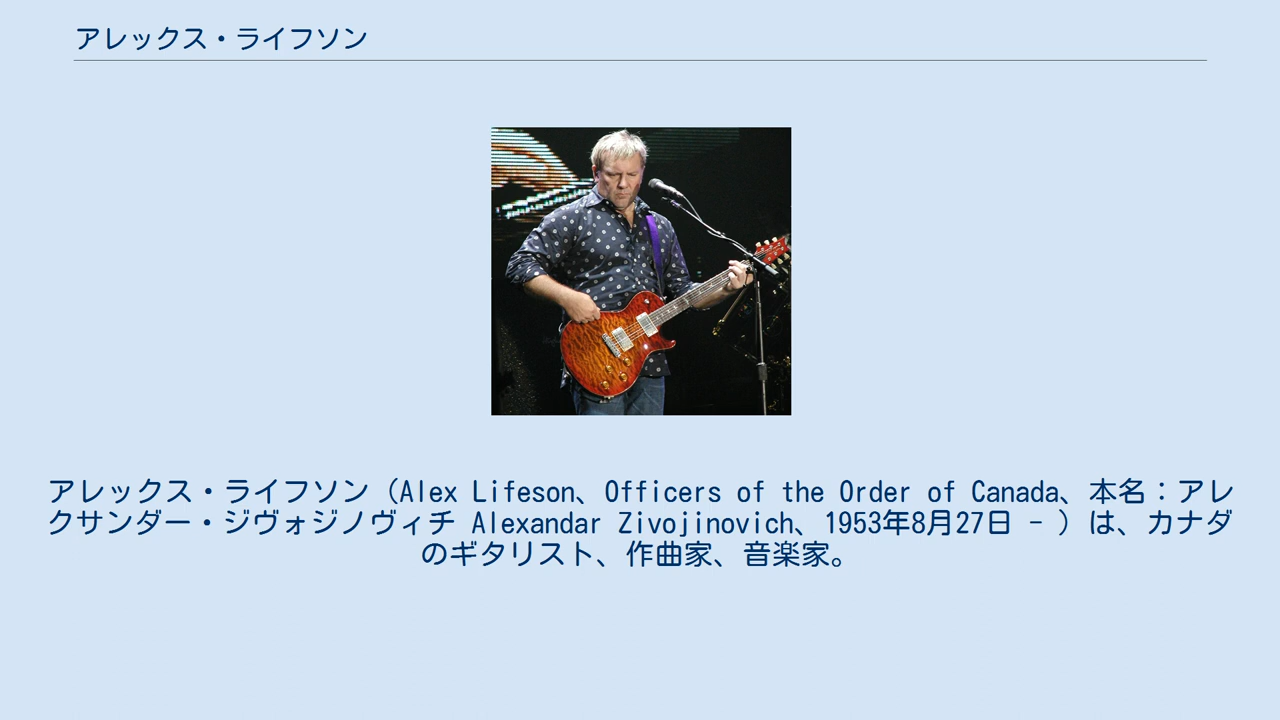 アレックス・ライフソン
アレックス・ライフソン（Alex Lifeson、Officers of the Order of Canada、本名：アレ
クサンダー・ジヴォジノヴィチ Alexandar Zivojinovich、1953年8月27日 - ）は、カナダ
のギタリスト、作曲家、音楽家。